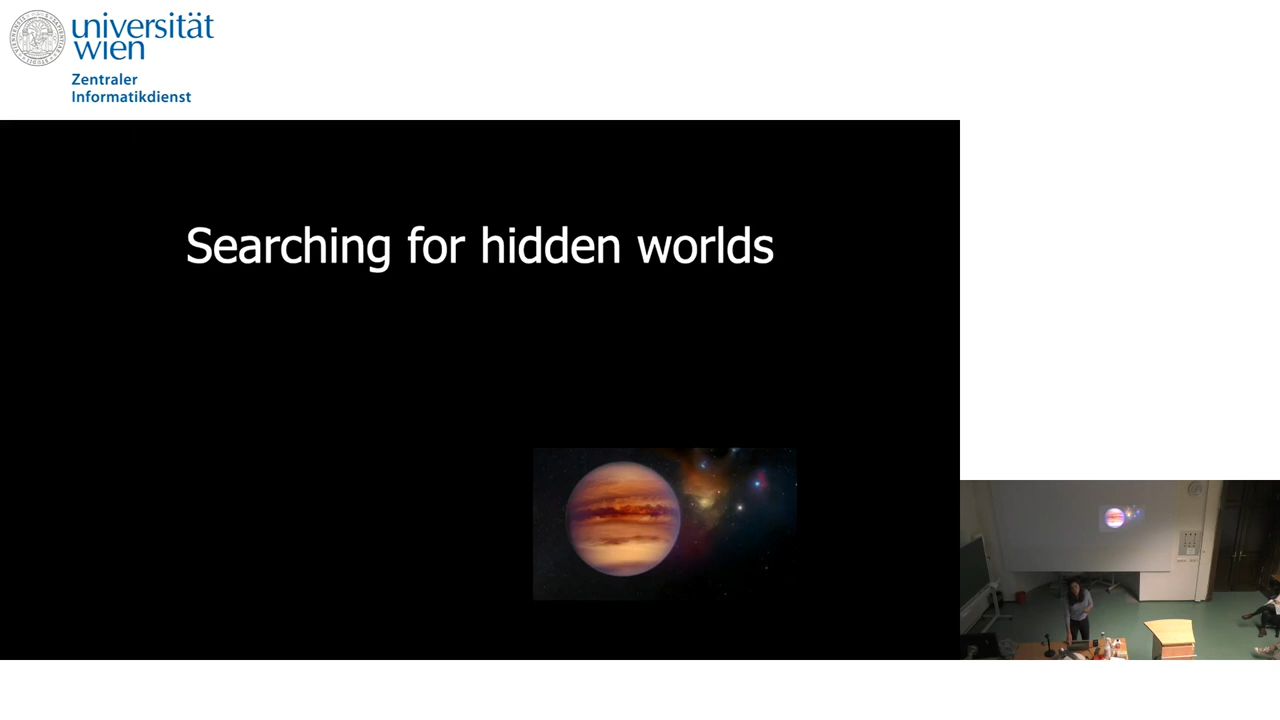 universität
wien
Zentraler
Informatikdienst
Searching for hidden worlds